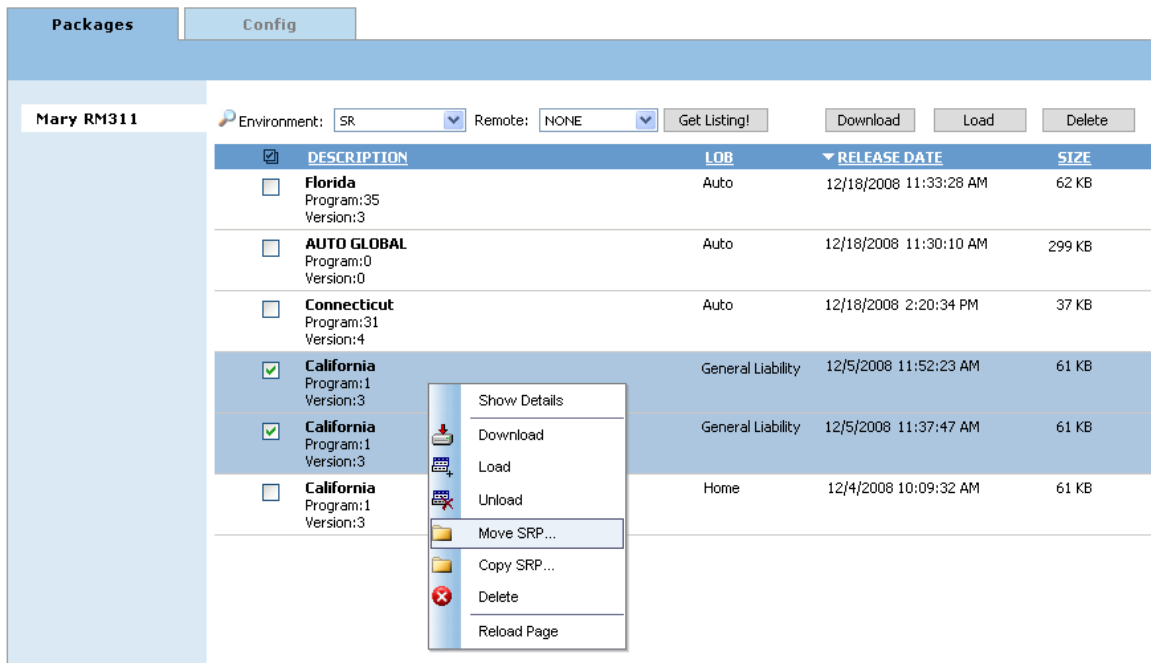 Packages Config
Mary RM311
Environment: SR Remote: NONE Get Listing! Download Load Delete
DESCRIPTION LOB RELEASE DATE SIZE
Florida Auto 12/18/2008 11:33:28 AM 62 KB
Program:35
Version:3
AUTO GLOBAL Auto 12/18/2008 11:30:10 AM 299 KB
Program:0
Version:0
Connecticut Auto 12/18/2008 2:20:34 PM 37 KB
Program:31
Version:4
California General Liability 12/5/2008 11:52:23 AM 61 KB
Program:1
Version:3
California General Liability 12/5/2008 11:37:47 AM 61 KB
Program:1
Version:3
California Home 12/4/2008 10:09:32 AM 61 KB
Program:1
Version:3
Show Details
Download
Load
Unload
Move SRP...
Copy SRP...
Delete
Reload Page